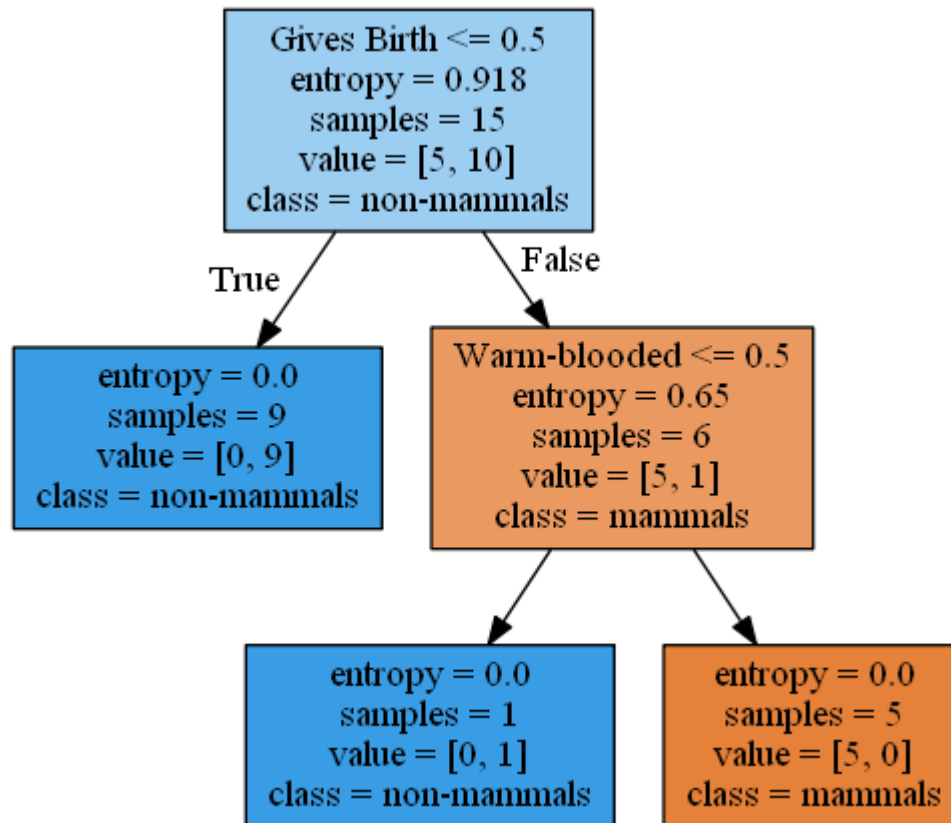 Gives Birth <= 0.5
entropy = 0.918
samples = 15
value = [5, 10]
class = non-mammals
True
False
entropy = 0.0
samples = 9
value = [0, 9]
class = non-mammals
Warm-blooded <= 0.5
entropy = 0.65
samples = 6
value = [5, 1]
class = mammals
entropy = 0.0
samples = 1
value = [0, 1]
class = non-mammals
entropy = 0.0
samples = 5
value = [5, 0]
class = mammals